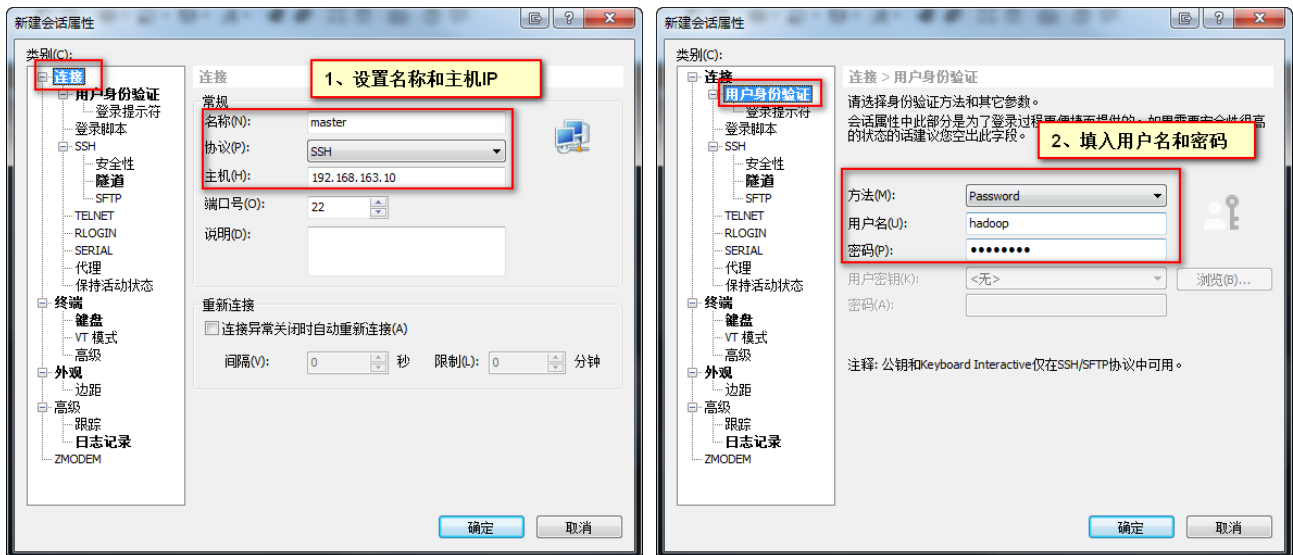 新建会话属性
类别(C):
连接
用户身份验证
登录提示符
登录脚本
SSH
安全性
隧道
SFTP
TELNET
RLOGIN
SERIAL
代理
保持活动状态
终端
键盘
VT 模式
高级
外观
边距
高级
跟踪
日志记录
ZMODEM
连接
1、设置名称和主机IP
常规
名称(N): master
协议(P): SSH
主机(H): 192.168.163.10
端口号(O): 22
说明(D):
重新连接
连接异常关闭时自动重新连接(A)
间隔(V): 0 秒 限制(L): 0 分钟
确定 取消
新建会话属性
类别(C):
连接
用户身份验证
登录提示符
登录脚本
SSH
安全性
隧道
SFTP
TELNET
RLOGIN
SERIAL
代理
保持活动状态
终端
键盘
VT 模式
高级
外观
边距
高级
跟踪
日志记录
ZMODEM
连接 > 用户身份验证
请选择身份验证方法和其它参数。
会话属性中此部分是为了登录过程更便捷而提供的。如果需要安全性很高
的状态的话建议您空出此字段。
2、填入用户名和密码
方法(M): Password
用户名(U): hadoop
密码(P): ••••••••
用户密钥(K): <无> 浏览(B)...
密码(A):
注释: 公钥和Keyboard Interactive仅在SSH/SFTP协议中可用。
确定 取消